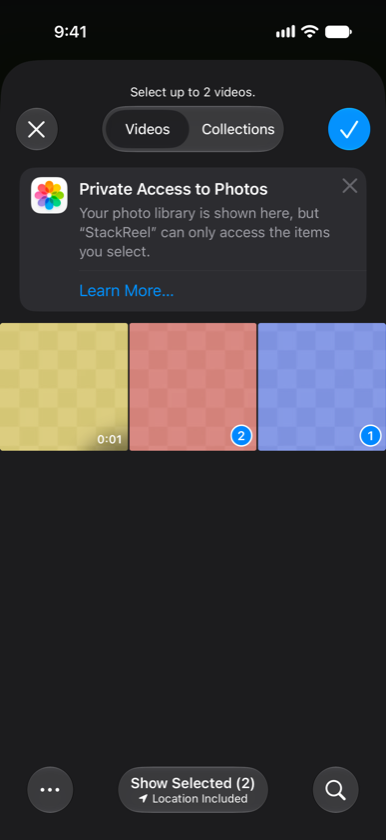 9:41
Select up to 2 videos.
Videos
Collections
Private Access to Photos
Your photo library is shown here, but
“StackReel” can only access the items
you select.
Learn More...
0:01
2
1
Show Selected (2)
Location Included